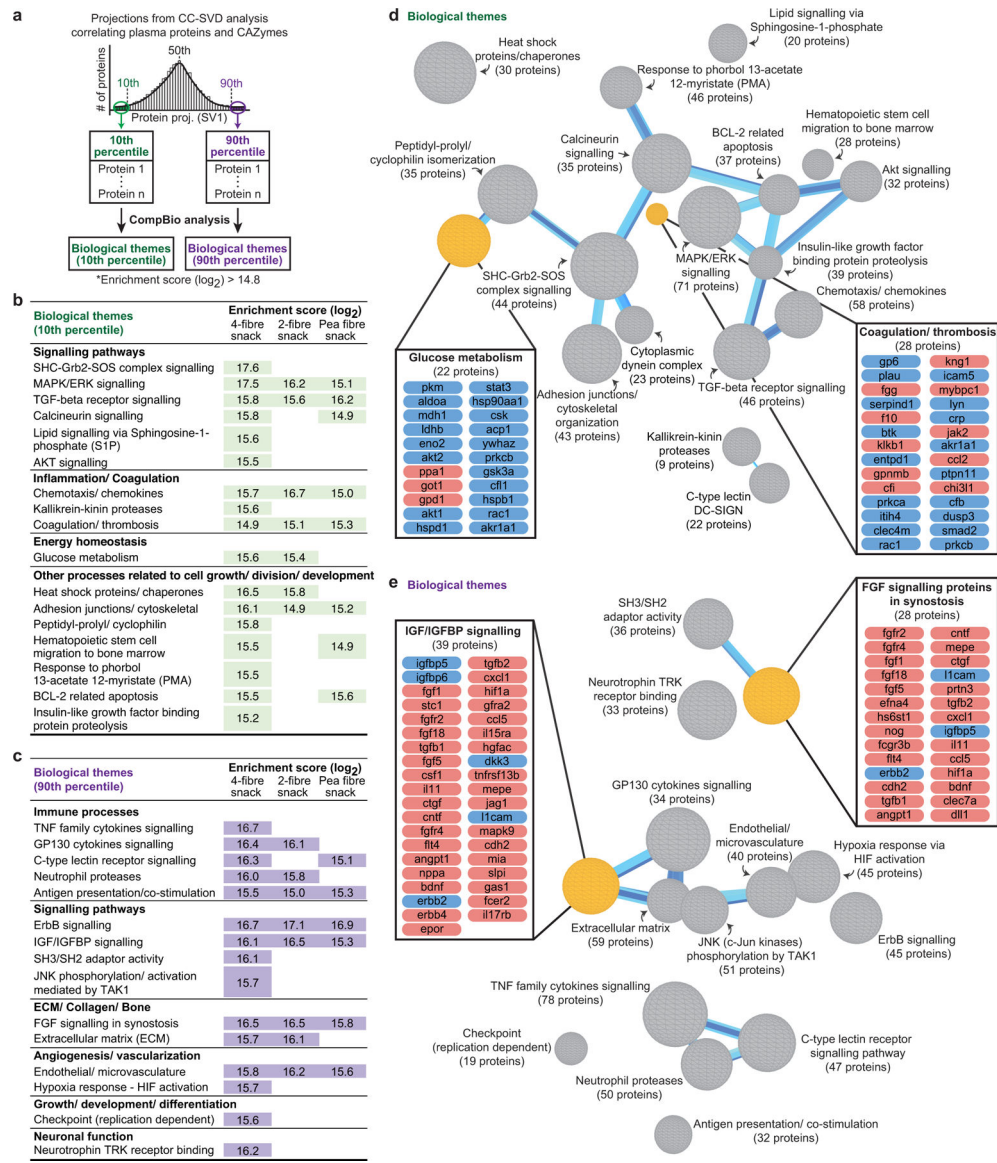 a
Projections from CC-SVD analysis
correlating plasma proteins and CAZymes
50th
10th
90th
# of proteins
Protein proj. (SV1)
10th
percentile
Protein 1
Protein n
90th
percentile
Protein 1
Protein n
CompBio analysis
Biological themes
(10th percentile)
Biological themes
(90th percentile)
*Enrichment score (log2) > 14.8
b
Biological themes
(10th percentile)
Enrichment score (log2)
4-fibre snack
2-fibre snack
Pea fibre snack
Signalling pathways
SHC-Grb2-SOS complex signalling 17.6
MAPK/ERK signalling 17.5 16.2 15.1
TGF-beta receptor signalling 15.8 15.6 16.2
Calcineurin signalling 15.8 14.9
Lipid signalling via Sphingosine-1-
phosphate (S1P) 15.6
AKT signalling 15.5
Inflammation/ Coagulation
Chemotaxis/ chemokines 15.7 16.7 15.0
Kallikrein-kinin proteases 15.6
Coagulation/ thrombosis 14.9 15.1 15.3
Energy homeostasis
Glucose metabolism 15.6 15.4
Other processes related to cell growth/ division/ development
Heat shock proteins/ chaperones 16.5 15.8
Adhesion junctions/ cytoskeletal 16.1 14.9 15.2
Peptidyl-prolyl/ cyclophilin 15.8
Hematopoietic stem cell
migration to bone marrow 15.5 14.9
Response to phorbol
13-acetate 12-myristate (PMA) 15.5
BCL-2 related apoptosis 15.5 15.6
Insulin-like growth factor binding
protein proteolysis 15.2
c
Biological themes
(90th percentile)
Enrichment score (log2)
4-fibre snack
2-fibre snack
Pea fibre snack
Immune processes
TNF family cytokines signalling 16.7
GP130 cytokines signalling 16.4 16.1
C-type lectin receptor signalling 16.3 15.1
Neutrophil proteases 16.0 15.8
Antigen presentation/co-stimulation 15.5 15.0 15.3
Signalling pathways
ErbB signalling 16.7 17.1 16.9
IGF/IGFBP signalling 16.1 16.5 15.3
SH3/SH2 adaptor activity 16.1
JNK phosphorylation/ activation
mediated by TAK1 15.7
ECM/ Collagen/ Bone
FGF signalling in synostosis 16.5 16.5 15.8
Extracellular matrix (ECM) 15.7 16.1
Angiogenesis/ vascularization
Endothelial/ microvasculature 15.8 16.2 15.6
Hypoxia response - HIF activation 15.7
Growth/ development/ differentiation
Checkpoint (replication dependent) 15.6
Neuronal function
Neurotrophin TRK receptor binding 16.2
d
Biological themes
Heat shock
proteins/chaperones
(30 proteins)
Lipid signalling via
Sphingosine-1-phosphate
(20 proteins)
Response to phorbol 13-acetate
12-myristate (PMA)
(46 proteins)
Hematopoietic stem cell
migration to bone marrow
(28 proteins)
BCL-2 related
apoptosis
(37 proteins)
Calcineurin
signalling
(35 proteins)
Peptidyl-prolyl/
cyclophilin isomerization
(35 proteins)
Akt signalling
(32 proteins)
SHC-Grb2-SOS
complex signalling
(44 proteins)
MAPK/ERK
signalling
(71 proteins)
Insulin-like growth factor
binding protein proteolysis
(39 proteins)
Chemotaxis/ chemokines
(58 proteins)
Cytoplasmic
dynein complex
(23 proteins)
Adhesion junctions/
cytoskeletal
organization
(43 proteins)
TGF-beta receptor signalling
(46 proteins)
Kallikrein-kinin
proteases
(9 proteins)
C-type lectin
DC-SIGN
(22 proteins)
Glucose metabolism
(22 proteins)
pkm stat3
aldoa hsp90aa1
mdh1 csk
ldhb acp1
eno2 ywhaz
akt2 prkcb
ppa1 gsk3a
got1 cfl1
gpd1 hspb1
akt1 rac1
hspd1 akr1a1
Coagulation/ thrombosis
(28 proteins)
gp6 kng1
plau icam5
fgg mybpc1
serpind1 lyn
f10 crp
btk jak2
klkb1 akr1a1
entpd1 ccl2
gpnmb ptpn11
cfi chi3l1
prkca cfb
itih4 dusp3
clec4m smad2
rac1 prkcb
e
Biological themes
IGF/IGFBP signalling
(39 proteins)
igfbp5 tgfb2
igfbp6 cxcl1
fgf1 hif1a
stc1 gfra2
fgfr2 ccl5
fgf18 il15ra
tgfb1 hgfac
fgf5 dkk3
csf1 tnfrsf13b
il11 mepe
ctgf jag1
cntf l1cam
fgfr4 mapk9
flt4 cdh2
angpt1 mia
nppa slpi
bdnf gas1
erbb2 fcer2
erbb4 il17rb
epor
SH3/SH2
adaptor activity
(36 proteins)
Neurotrophin TRK
receptor binding
(33 proteins)
FGF signalling proteins
in synostosis
(28 proteins)
fgfr2 cntf
fgfr4 mepe
fgf1 ctgf
fgf18 l1cam
fgf5 prtn3
efna4 tgfb2
hs6st1 cxcl1
nog igfbp5
fcgr3b il11
flt4 ccl5
erbb2 hif1a
cdh2 bdnf
tgfb1 clec7a
angpt1 dll1
GP130 cytokines signalling
(34 proteins)
Endothelial/
microvasculature
(40 proteins)
Hypoxia response via
HIF activation
(45 proteins)
Extracellular matrix
(59 proteins)
JNK (c-Jun kinases)
phosphorylation by TAK1
(51 proteins)
ErbB signalling
(45 proteins)
TNF family cytokines signalling
(78 proteins)
Checkpoint
(replication dependent)
(19 proteins)
C-type lectin receptor
signalling pathway
(47 proteins)
Neutrophil proteases
(50 proteins)
Antigen presentation/ co-stimulation
(32 proteins)